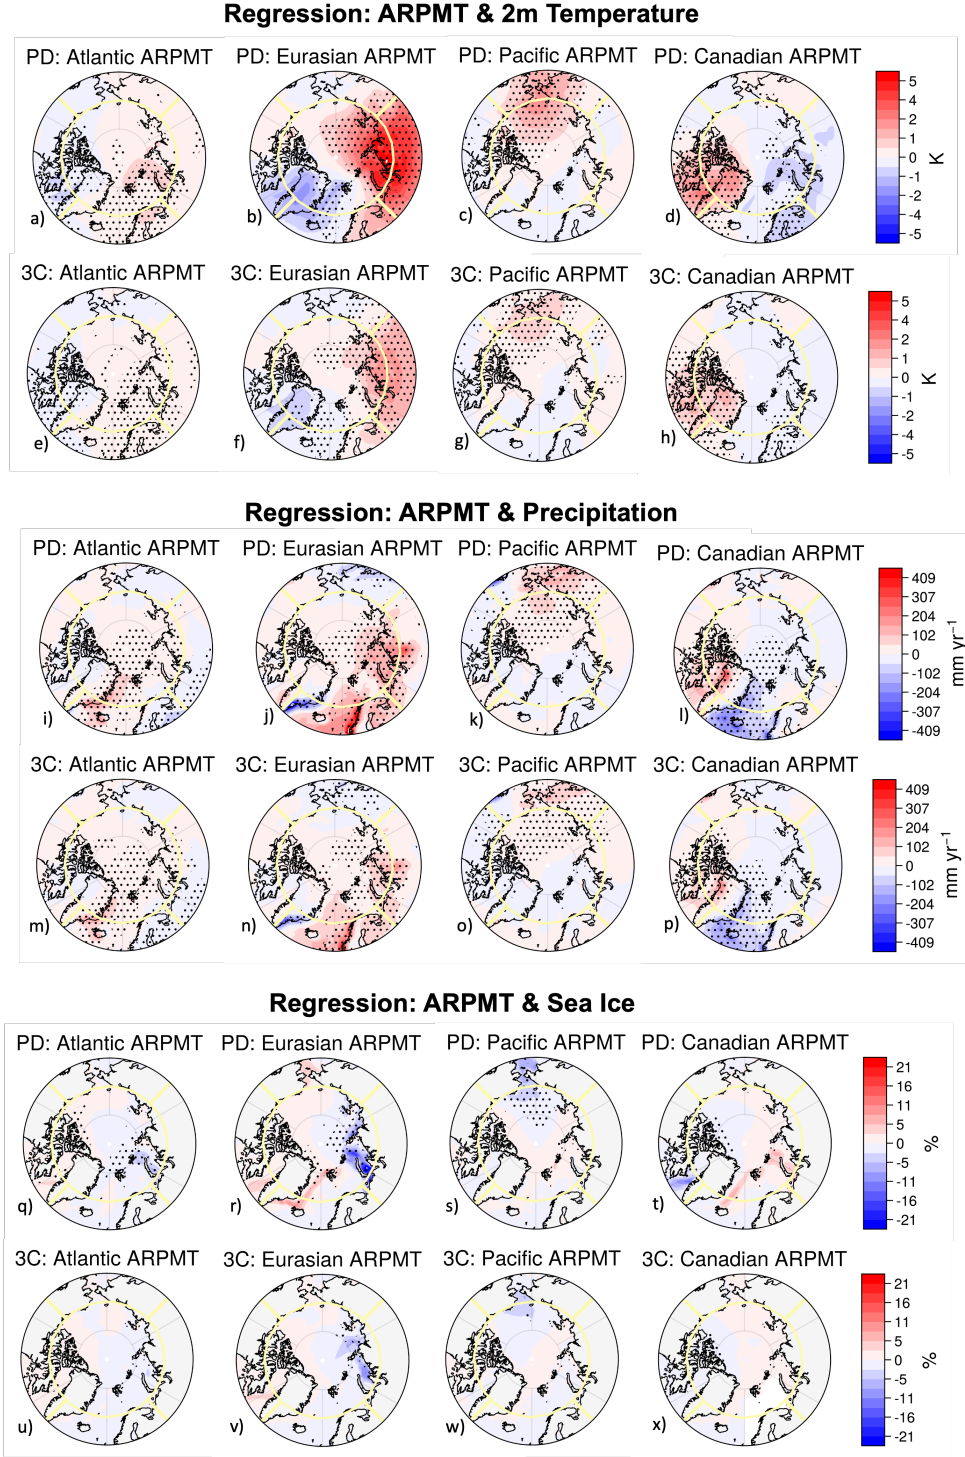 Regression: ARPMT & 2m Temperature
PD: Atlantic ARPMT
PD: Eurasian ARPMT
PD: Pacific ARPMT
PD: Canadian ARPMT
a)
b)
c)
d)
5
4
2
1
0
-1
-2
-4
-5
K
3C: Atlantic ARPMT
3C: Eurasian ARPMT
3C: Pacific ARPMT
3C: Canadian ARPMT
e)
f)
g)
h)
5
4
2
1
0
-1
-2
-4
-5
K
Regression: ARPMT & Precipitation
PD: Atlantic ARPMT
PD: Eurasian ARPMT
PD: Pacific ARPMT
PD: Canadian ARPMT
i)
j)
k)
l)
409
307
204
102
0
-102
-204
-307
-409
mm yr⁻¹
3C: Atlantic ARPMT
3C: Eurasian ARPMT
3C: Pacific ARPMT
3C: Canadian ARPMT
m)
n)
o)
p)
409
307
204
102
0
-102
-204
-307
-409
mm yr⁻¹
Regression: ARPMT & Sea Ice
PD: Atlantic ARPMT
PD: Eurasian ARPMT
PD: Pacific ARPMT
PD: Canadian ARPMT
q)
r)
s)
t)
21
16
11
5
0
-5
-11
-16
-21
%
3C: Atlantic ARPMT
3C: Eurasian ARPMT
3C: Pacific ARPMT
3C: Canadian ARPMT
u)
v)
w)
x)
21
16
11
5
0
-5
-11
-16
-21
%